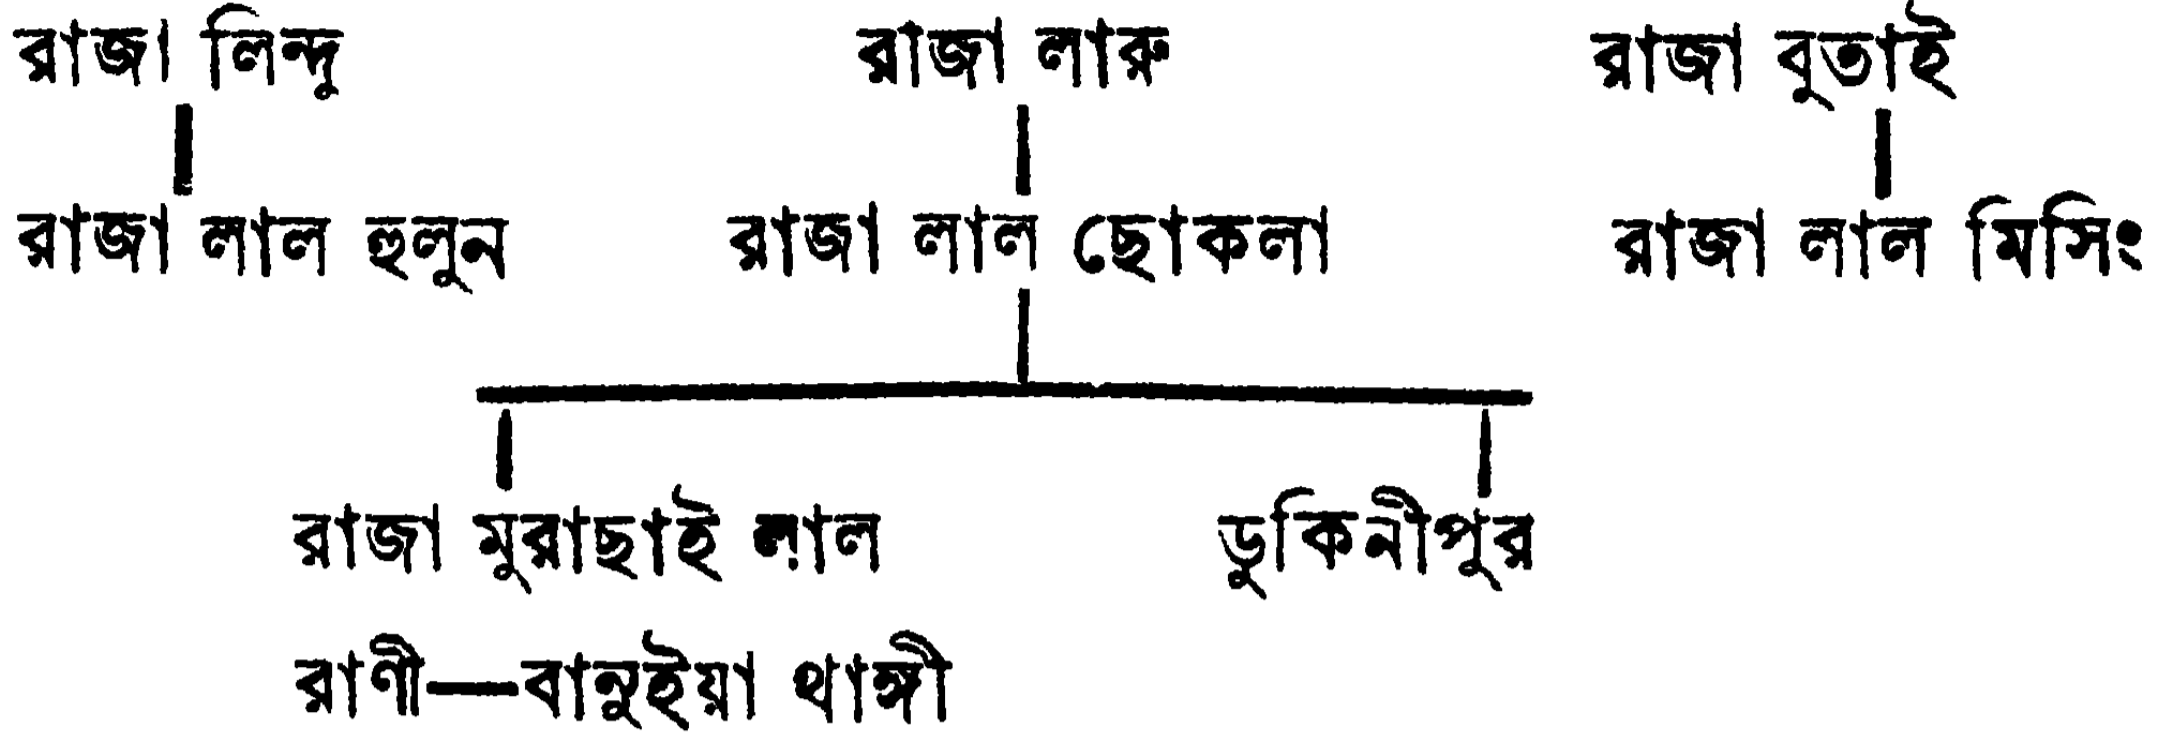 রাজা লিন্দু রাজা লারু রাজা বুতাই
রাজা লাল হুলুন রাজা লাল ছোকলা রাজা লাল মিসিং
রাজা মুরাছাই লাল ডুকিনীপুর
রাণী—বানুইয়া থাঙ্গী